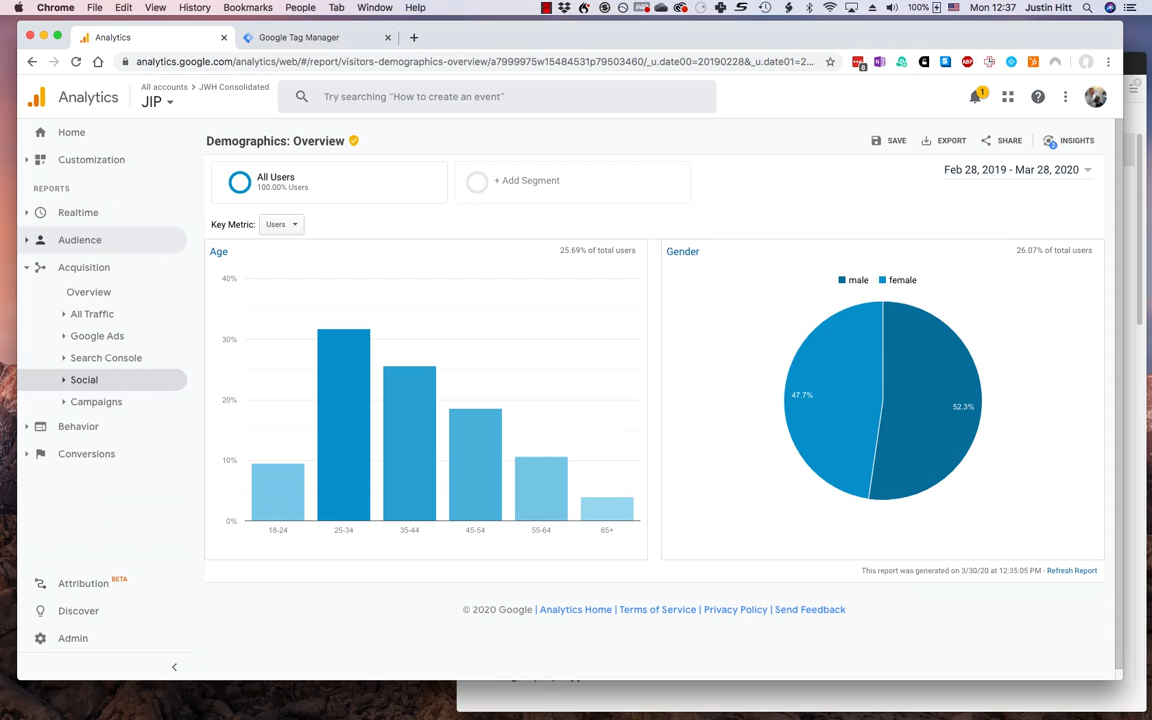 Chrome File Edit View History Bookmarks People Tab Window Help 100% Mon 12:37 Justin Hitt
Analytics
Google Tag Manager
analytics.google.com/analytics/web/#/report/visitors-demographics-overview/a7999975w15484531p79503460/_u.date00=20190228&_u.date01=2...
8
ABP
Analytics
All accounts > JWH Consolidated
JIP
Try searching "How to create an event"
1
Home
Customization
REPORTS
Realtime
Audience
Acquisition
Overview
All Traffic
Google Ads
Search Console
Social
Campaigns
Behavior
Conversions
Attribution BETA
Discover
Admin
Demographics: Overview
SAVE
EXPORT
SHARE
2
INSIGHTS
All Users
100.00% Users
+ Add Segment
Feb 28, 2019 - Mar 28, 2020
Key Metric: Users
Age
25.69% of total users
40%
30%
20%
10%
0%
18-24 25-34 35-44 45-54 55-64 65+
Gender
26.07% of total users
male female
47.7%
52.3%
This report was generated on 3/30/20 at 12:35:05 PM - Refresh Report
© 2020 Google | Analytics Home | Terms of Service | Privacy Policy | Send Feedback